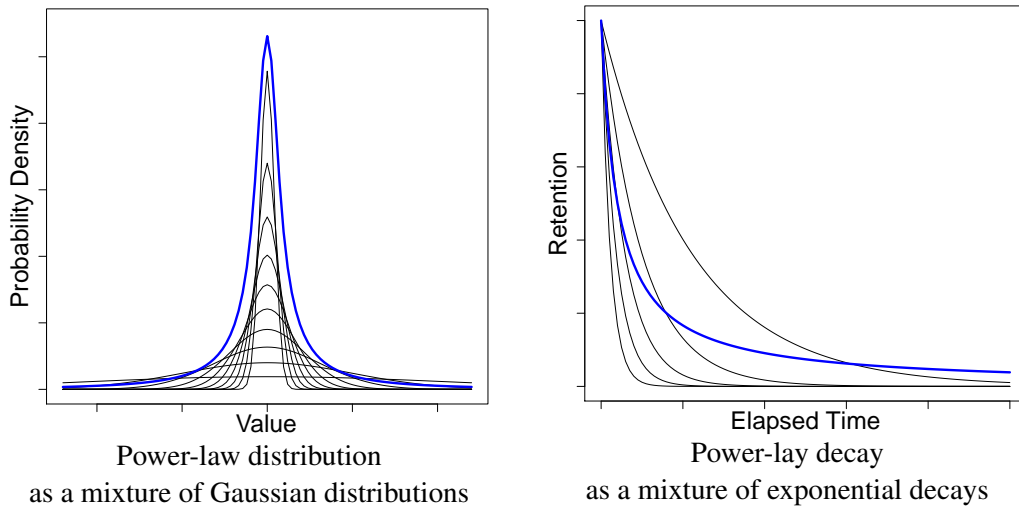 Probability Density
Value
Power-law distribution
as a mixture of Gaussian distributions
Retention
Elapsed Time
Power-lay decay
as a mixture of exponential decays